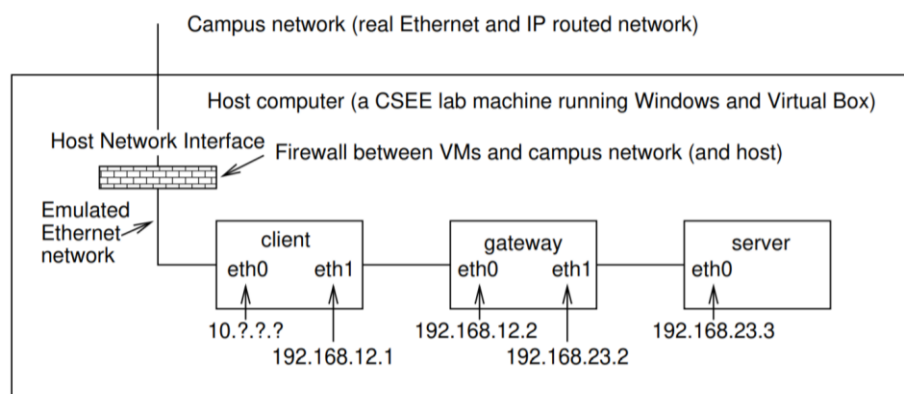 Campus network (real Ethernet and IP routed network)
Host computer (a CSEE lab machine running Windows and Virtual Box)
Host Network Interface
Firewall between VMs and campus network (and host)
Emulated
Ethernet
network
client
eth0 eth1
gateway
eth0 eth1
server
eth0
10.?.?.?
192.168.12.1
192.168.12.2
192.168.23.2
192.168.23.3